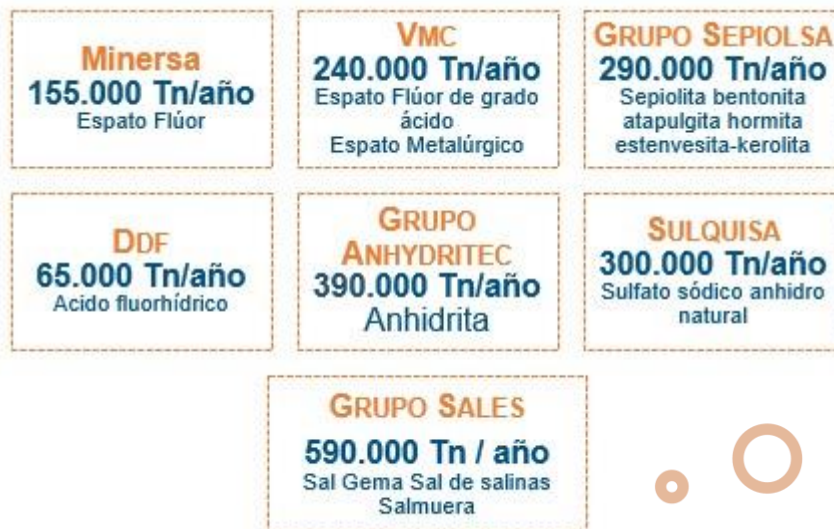 Minersa
155.000 Tn/año
Espato Flúor
VMC
240.000 Tn/año
Espato Flúor de grado
ácido
Espato Metalúrgico
GRUPO SEPIOLSA
290.000 Tn/año
Sepiolita bentonita
atapulgita hormita
estenvesita-kerolita
DDF
65.000 Tn/año
Acido fluorhídrico
GRUPO
ANHYDRITEC
390.000 Tn/año
Anhidrita
SULQUISA
300.000 Tn/año
Sulfato sódico anhidro
natural
GRUPO SALES
590.000 Tn / año
Sal Gema Sal de salinas
Salmuera